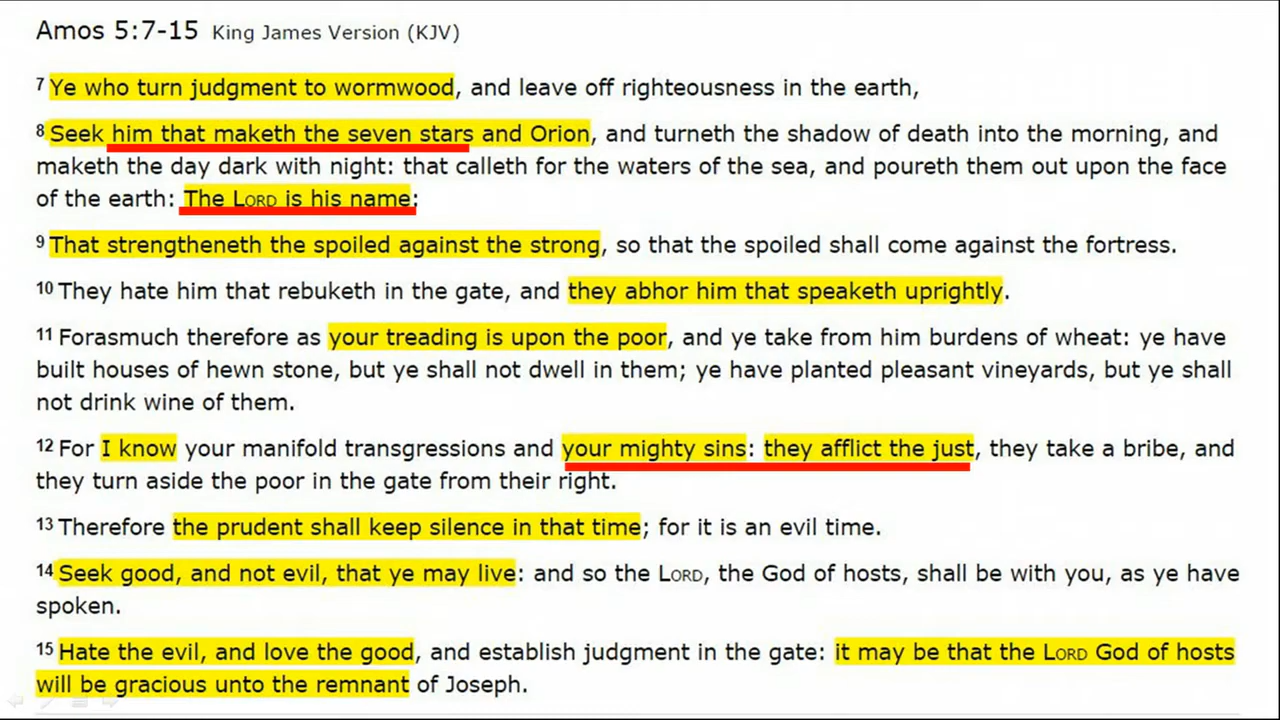 Amos 5:7-15 King James Version (KJV)
7 Ye who turn judgment to wormwood, and leave off righteousness in the earth,
8 Seek him that maketh the seven stars and Orion, and turneth the shadow of death into the morning, and
maketh the day dark with night: that calleth for the waters of the sea, and poureth them out upon the face
of the earth: The LORD is his name:
9 That strengtheneth the spoiled against the strong, so that the spoiled shall come against the fortress.
10 They hate him that rebuketh in the gate, and they abhor him that speaketh uprightly.
11 Forasmuch therefore as your treading is upon the poor, and ye take from him burdens of wheat: ye have
built houses of hewn stone, but ye shall not dwell in them; ye have planted pleasant vineyards, but ye shall
not drink wine of them.
12 For I know your manifold transgressions and your mighty sins: they afflict the just, they take a bribe, and
they turn aside the poor in the gate from their right.
13 Therefore the prudent shall keep silence in that time; for it is an evil time.
14 Seek good, and not evil, that ye may live: and so the LORD, the God of hosts, shall be with you, as ye have
spoken.
15 Hate the evil, and love the good, and establish judgment in the gate: it may be that the LORD God of hosts
will be gracious unto the remnant of Joseph.